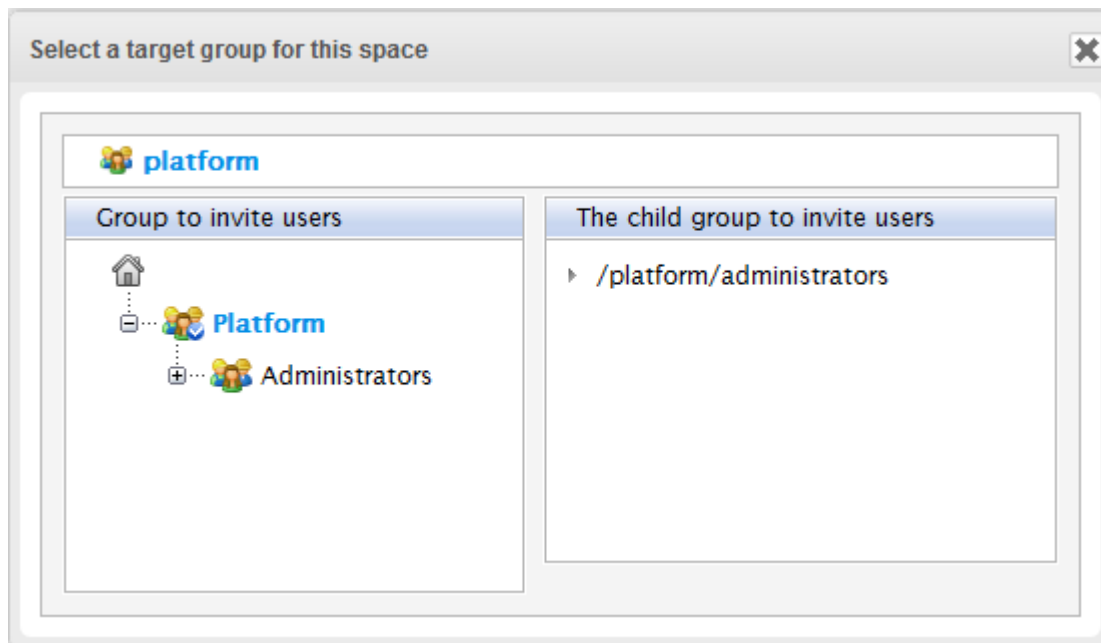 Select a target group for this space
platform
Group to invite users
Platform
Administrators
The child group to invite users
/platform/administrators